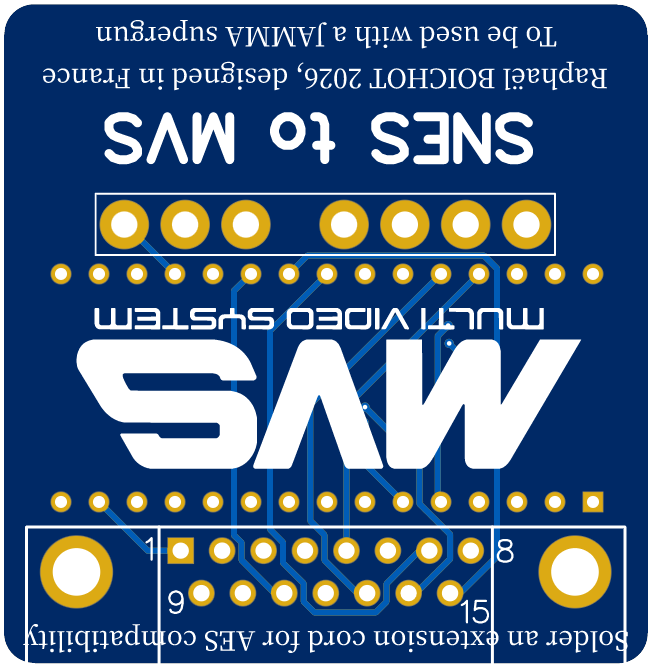 Solder an extension cord for AES compatibility
1
8
9
15
MVS
MULTI VIDEO SYSTEM
SNES to MVS
Raphaël BOICHOT 2026, designed in France
To be used with a JAMMA supergun